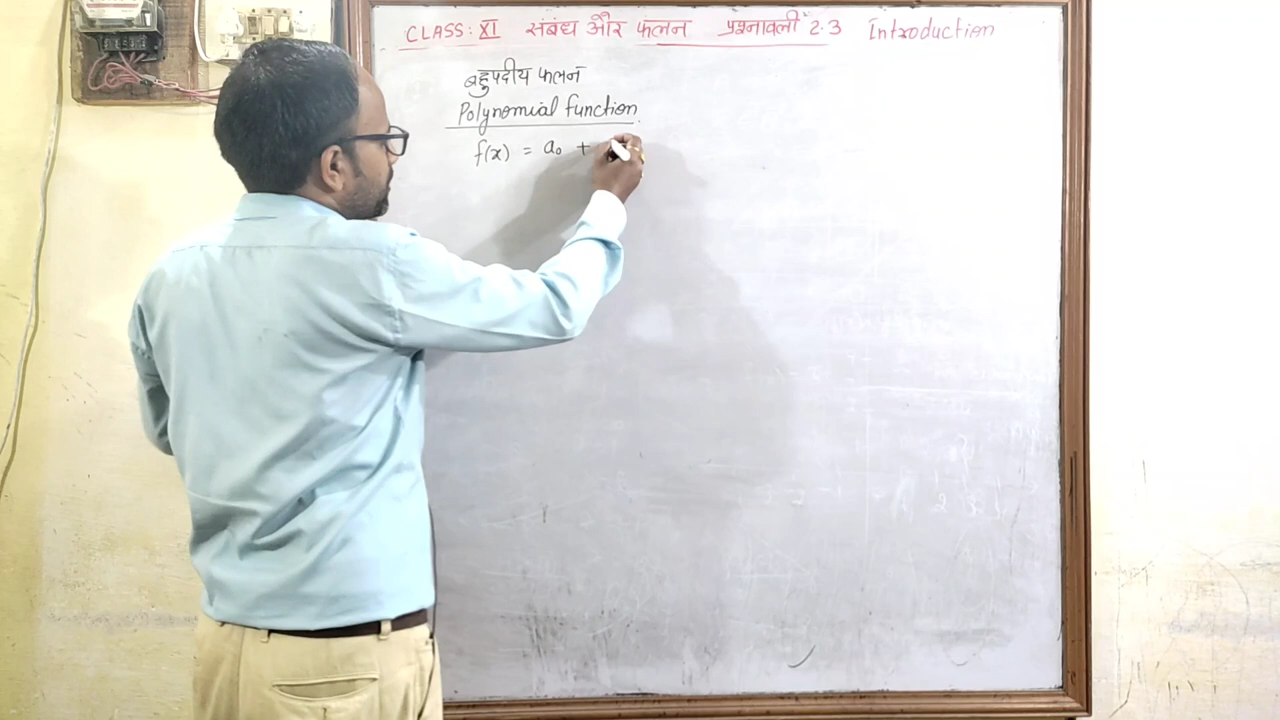 CLASS: XI संबंध और फलन प्रश्नावली 2.3 Introduction
बहुपदीय फलन
Polynomial function
f(x) = a₀ +